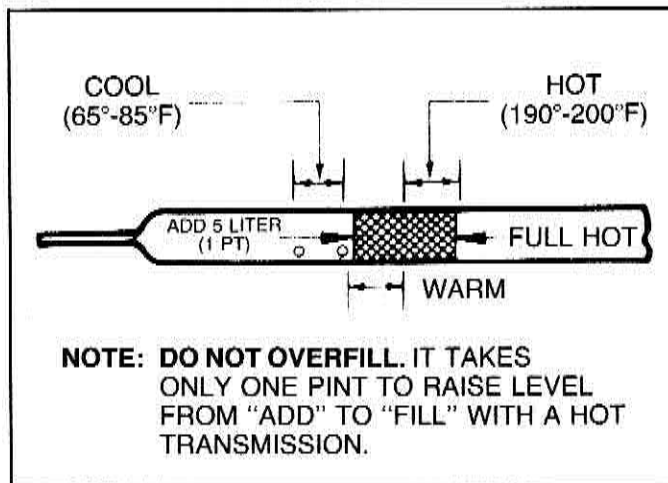 COOL
(65°-85°F)
HOT
(190°-200°F)
ADD 5 LITER
(1 PT)
FULL HOT
WARM
NOTE: DO NOT OVERFILL. IT TAKES
ONLY ONE PINT TO RAISE LEVEL
FROM "ADD" TO "FILL" WITH A HOT
TRANSMISSION.